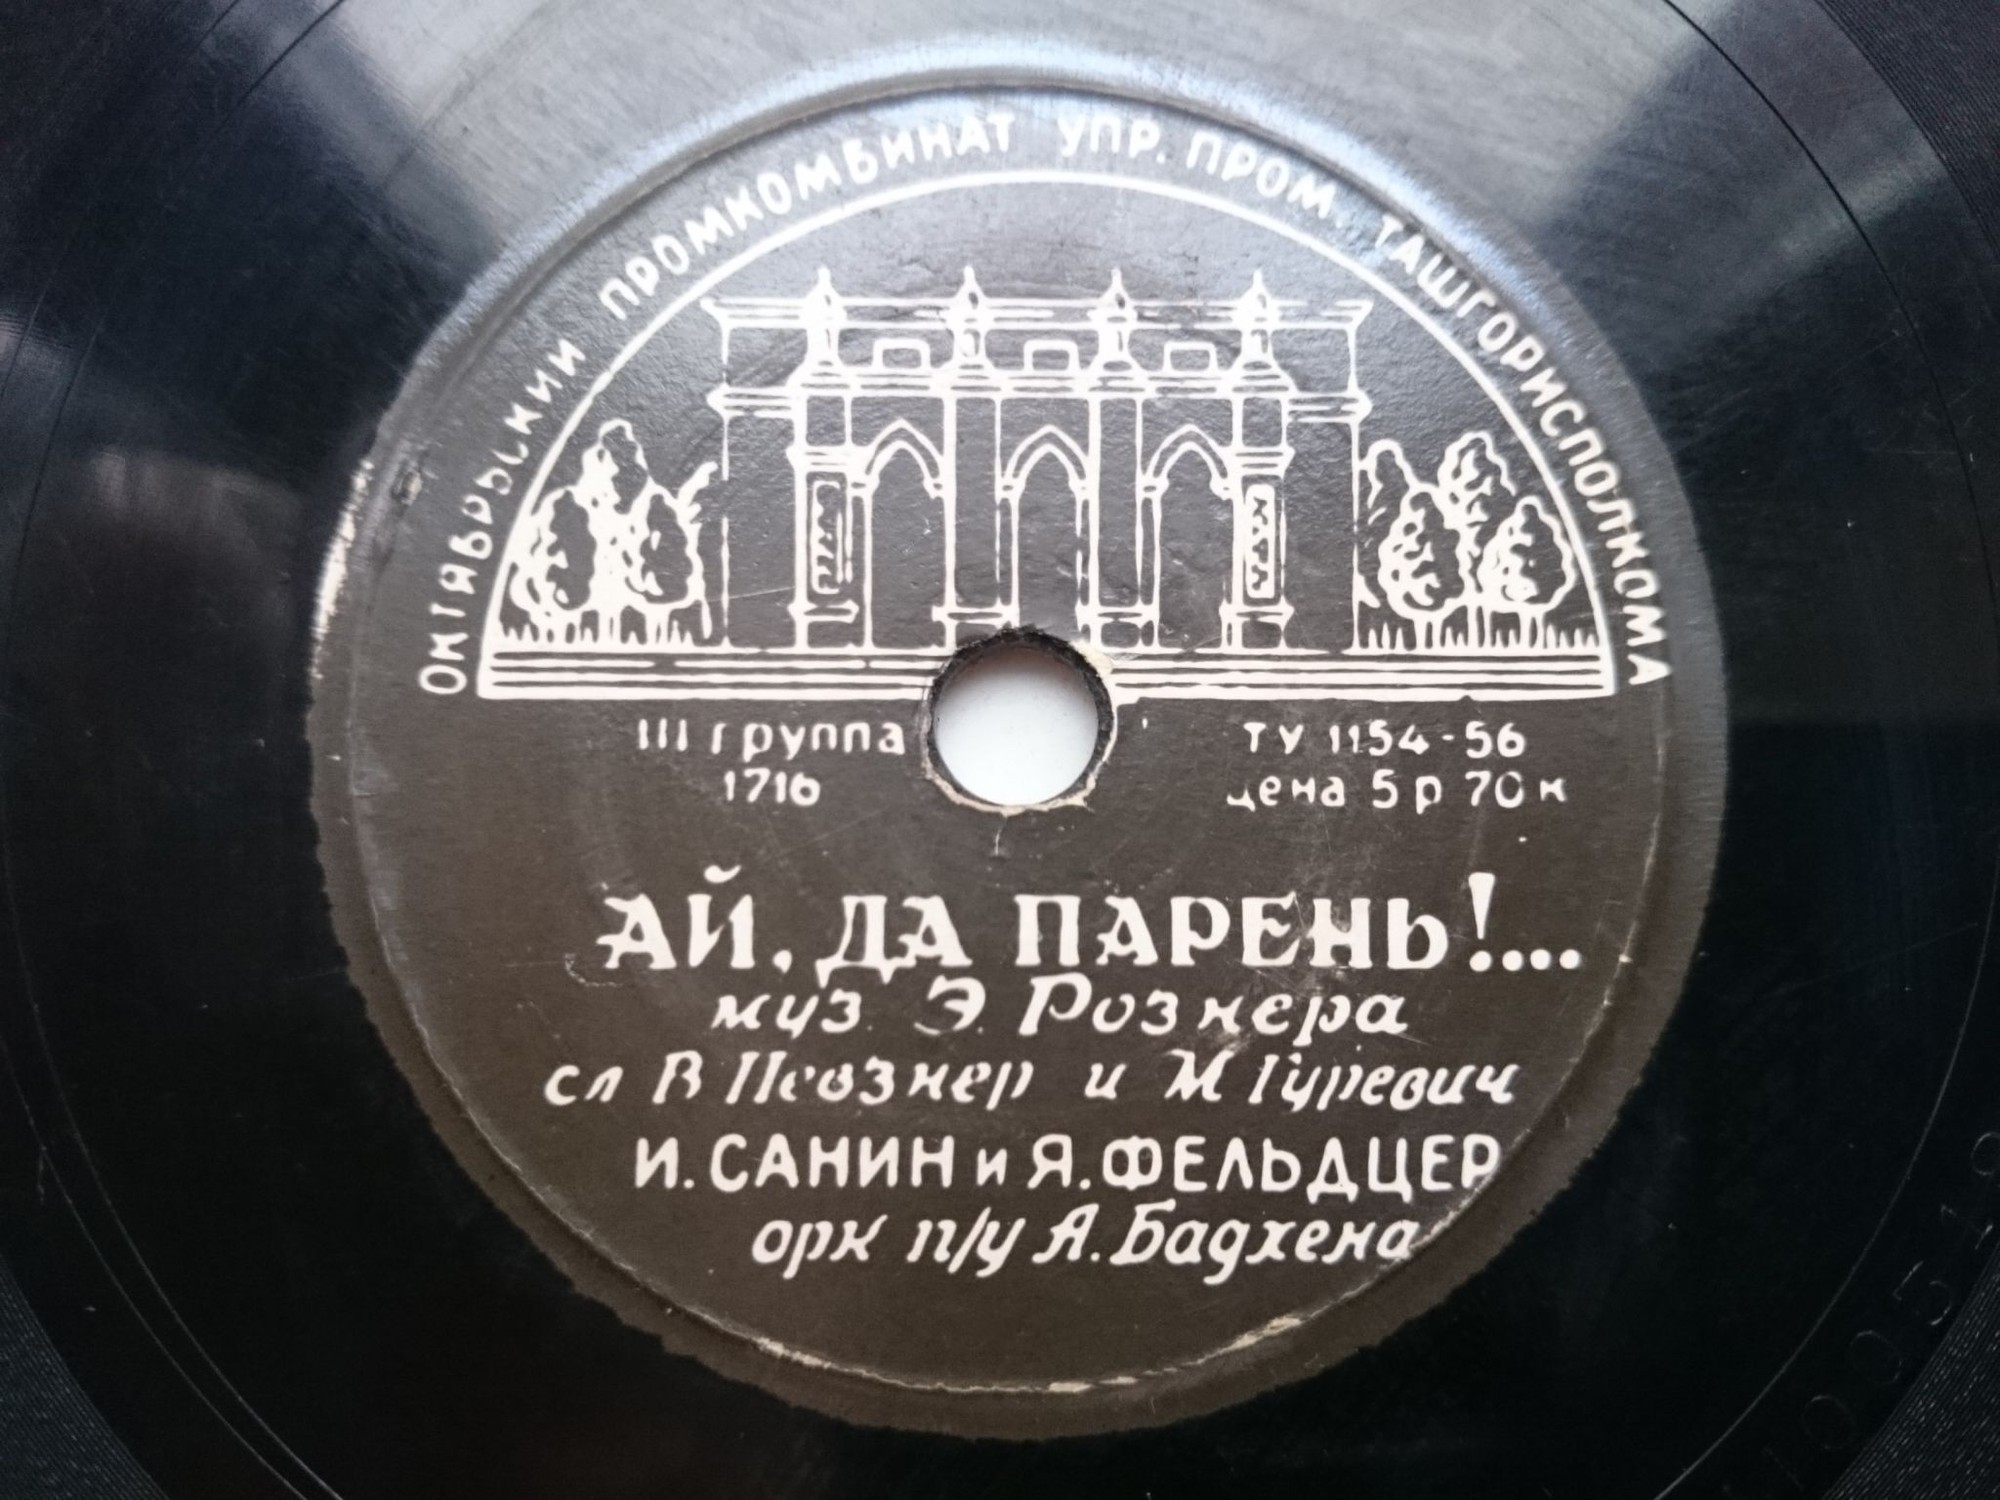 ОКТЯБРЬСКИЙ ПРОМКОМБИНАТ УПР. ПРОМ. ТАШГОРИСПОЛКОМА
III группа
1716
ТУ 1154-56
цена 5 р 70 к
АЙ, ДА ПАРЕНЬ!...
муз. Э. Рознера
сл В Певзнер и М Гуревич
И. САНИН и Я. ФЕЛЬДЦЕР
орк п/у А. Бадхена